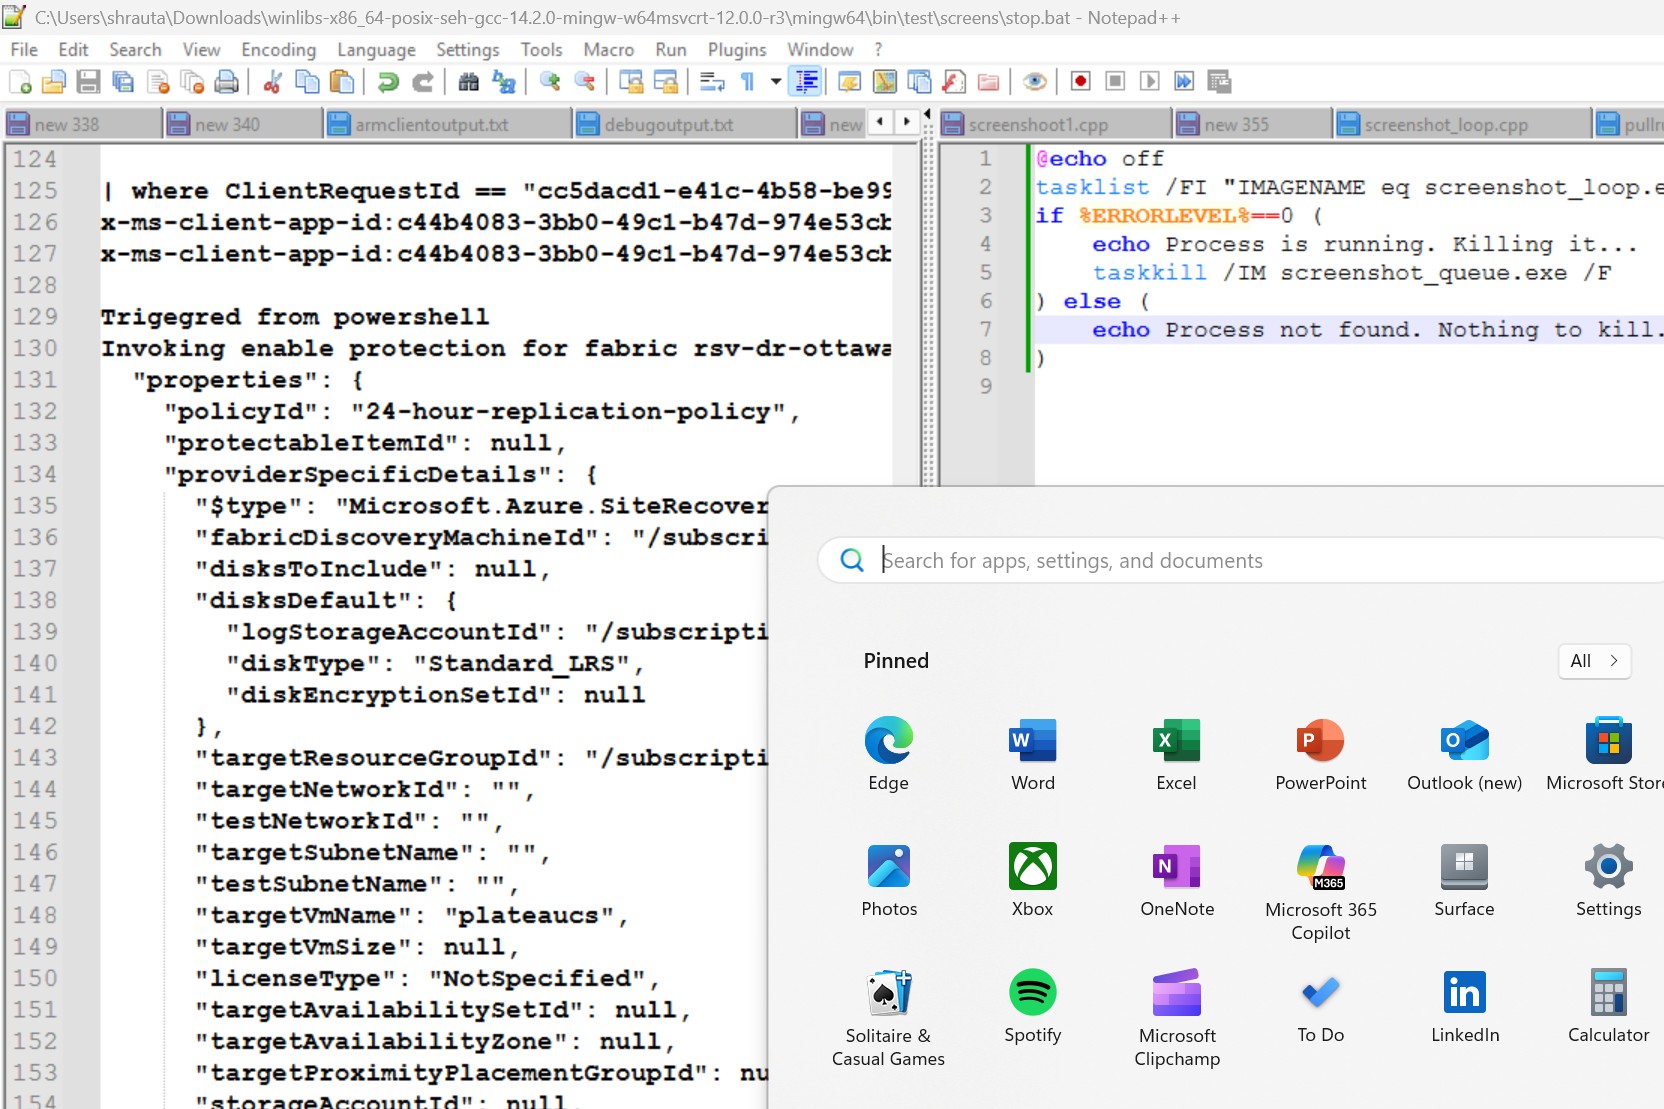 C:\Users\shrauta\Downloads\winlibs-x86_64-posix-seh-gcc-14.2.0-mingw-w64msvcrt-12.0.0-r3\mingw64\bin\test\screens\stop.bat - Notepad++
File Edit Search View Encoding Language Settings Tools Macro Run Plugins Window ?
new 338 new 340 armclientoutput.txt debugoutput.txt new
124
125 | where ClientRequestId == "cc5dacd1-e41c-4b58-be99
126 x-ms-client-app-id:c44b4083-3bb0-49c1-b47d-974e53cb
127 x-ms-client-app-id:c44b4083-3bb0-49c1-b47d-974e53cb
128
129 Trigegred from powershell
130 Invoking enable protection for fabric rsv-dr-ottawa
131 "properties": {
132 "policyId": "24-hour-replication-policy",
133 "protectableItemId": null,
134 "providerSpecificDetails": {
135 "$type": "Microsoft.Azure.SiteRecover
136 "fabricDiscoveryMachineId": "/subscri
137 "disksToInclude": null,
138 "disksDefault": {
139 "logStorageAccountId": "/subscripti
140 "diskType": "Standard_LRS",
141 "diskEncryptionSetId": null
142 },
143 "targetResourceGroupId": "/subscripti
144 "targetNetworkId": "",
145 "testNetworkId": "",
146 "targetSubnetName": "",
147 "testSubnetName": "",
148 "targetVmName": "plateaucs",
149 "targetVmSize": null,
150 "licenseType": "NotSpecified",
151 "targetAvailabilitySetId": null,
152 "targetAvailabilityZone": null,
153 "targetProximityPlacementGroupId": nu
154 "storageAccountId": null,
screenshoot1.cpp new 355 screenshot_loop.cpp pullru
1 @echo off
2 tasklist /FI "IMAGENAME eq screenshot_loop.e
3 if %ERRORLEVEL%==0 (
4 echo Process is running. Killing it...
5 taskkill /IM screenshot_queue.exe /F
6 ) else (
7 echo Process not found. Nothing to kill.
8 )
9
Search for apps, settings, and documents
Pinned
All
Edge Word Excel PowerPoint Outlook (new) Microsoft Store
Photos Xbox OneNote Microsoft 365 Copilot Surface Settings
M365
Solitaire & Casual Games Spotify Microsoft Clipchamp To Do LinkedIn Calculator